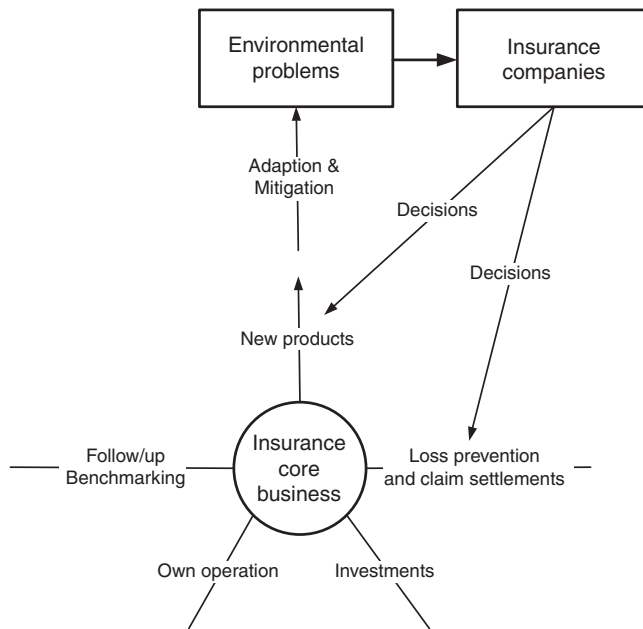 Environmental
problems
Insurance
companies
Adaption &
Mitigation
Decisions
Decisions
New products
Follow/up
Benchmarking
Insurance
core
business
Loss prevention
and claim settlements
Own operation
Investments